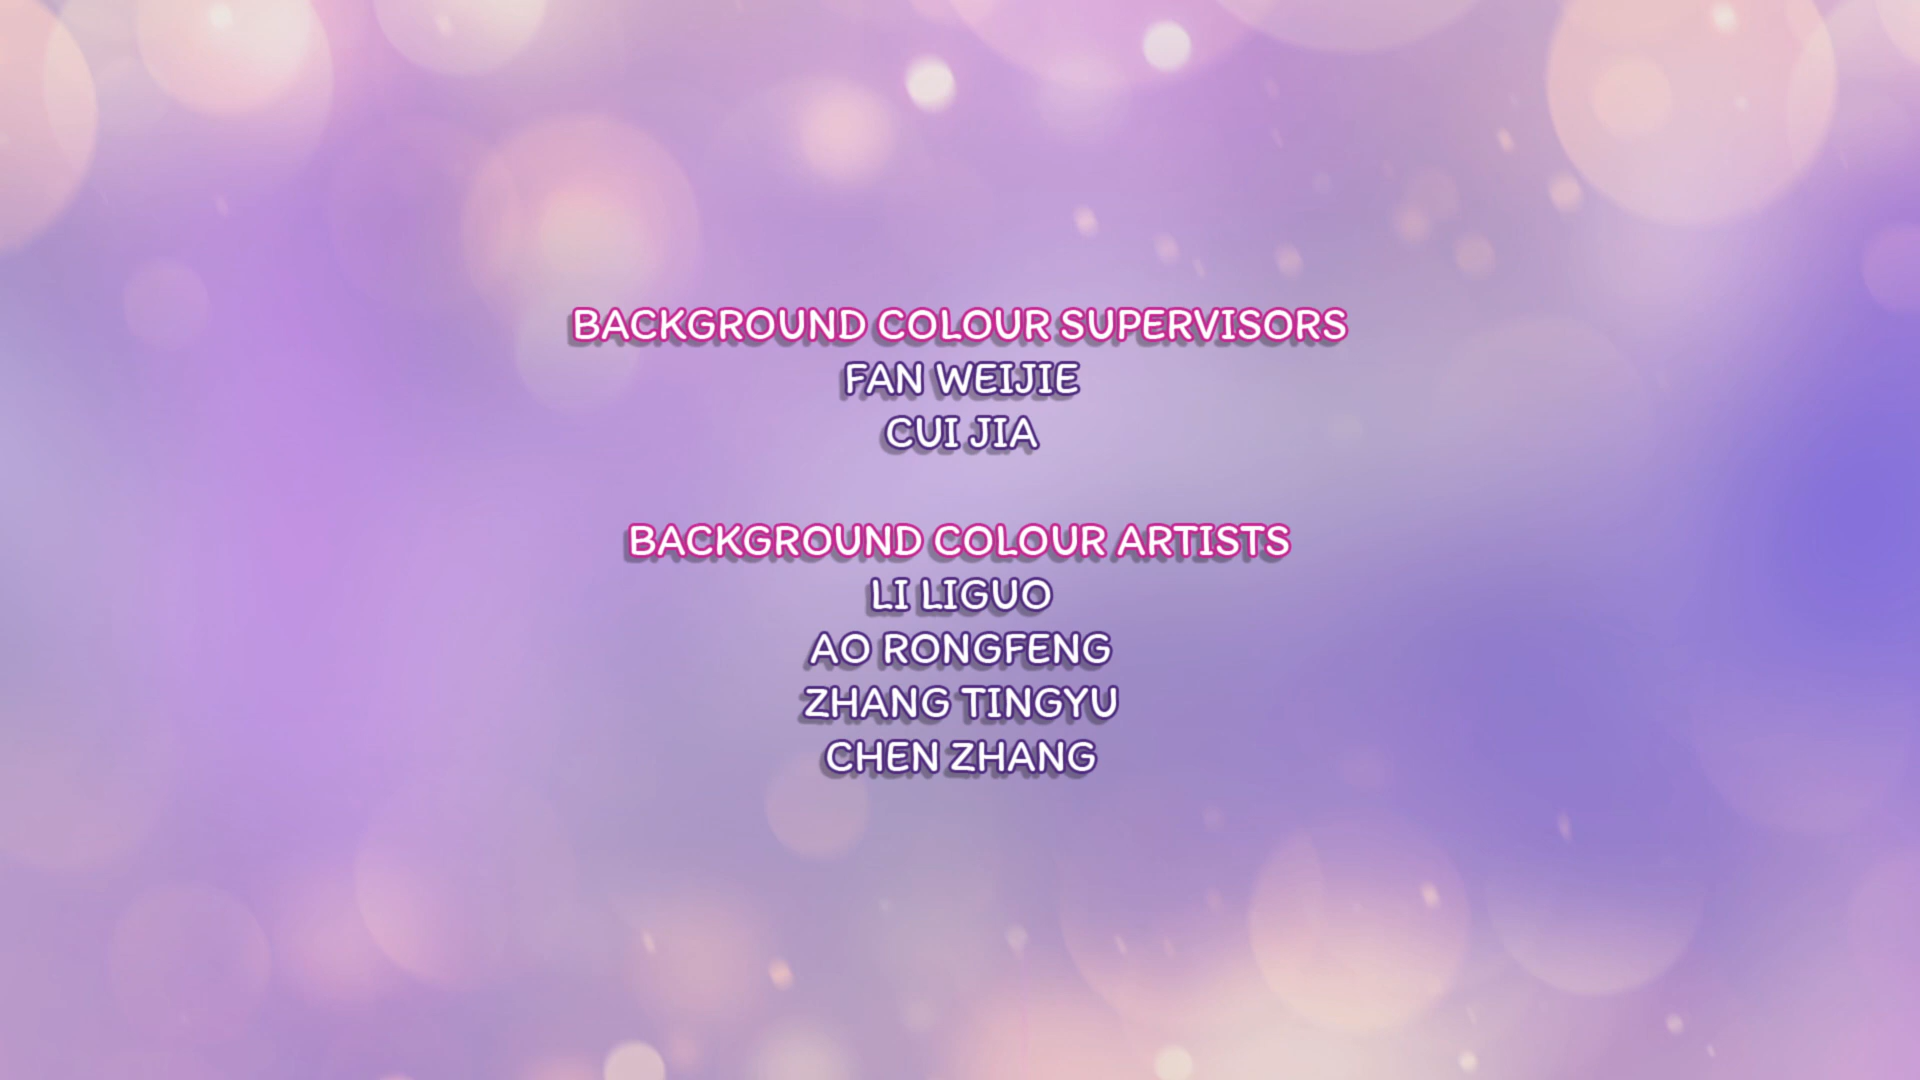 BACKGROUND COLOUR SUPERVISORS
FAN WEIJIE
CUI JIA
BACKGROUND COLOUR ARTISTS
LI LIGUO
AO RONGFENG
ZHANG TINGYU
CHEN ZHANG